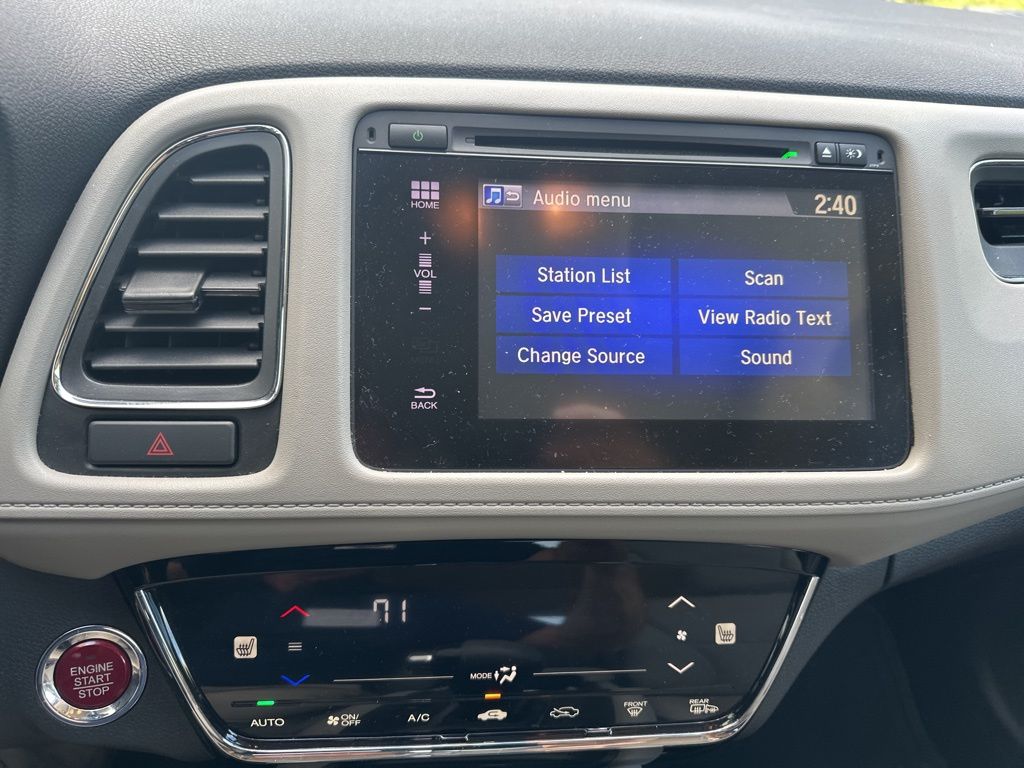 HOME
Audio menu
2:40
+
VOL
−
Station List
Scan
Save Preset
View Radio Text
Change Source
Sound
BACK
71
ENGINE
START
STOP
MODE
AUTO
ON/
OFF
A/C
FRONT
REAR